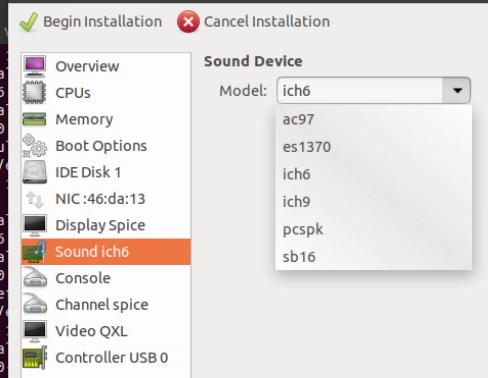 Begin Installation Cancel Installation
Overview
CPUs
Memory
Boot Options
IDE Disk 1
NIC :46:da:13
Display Spice
Sound ich6
Console
Channel spice
Video QXL
Controller USB 0
Sound Device
Model: ich6
ac97
es1370
ich6
ich9
pcspk
sb16